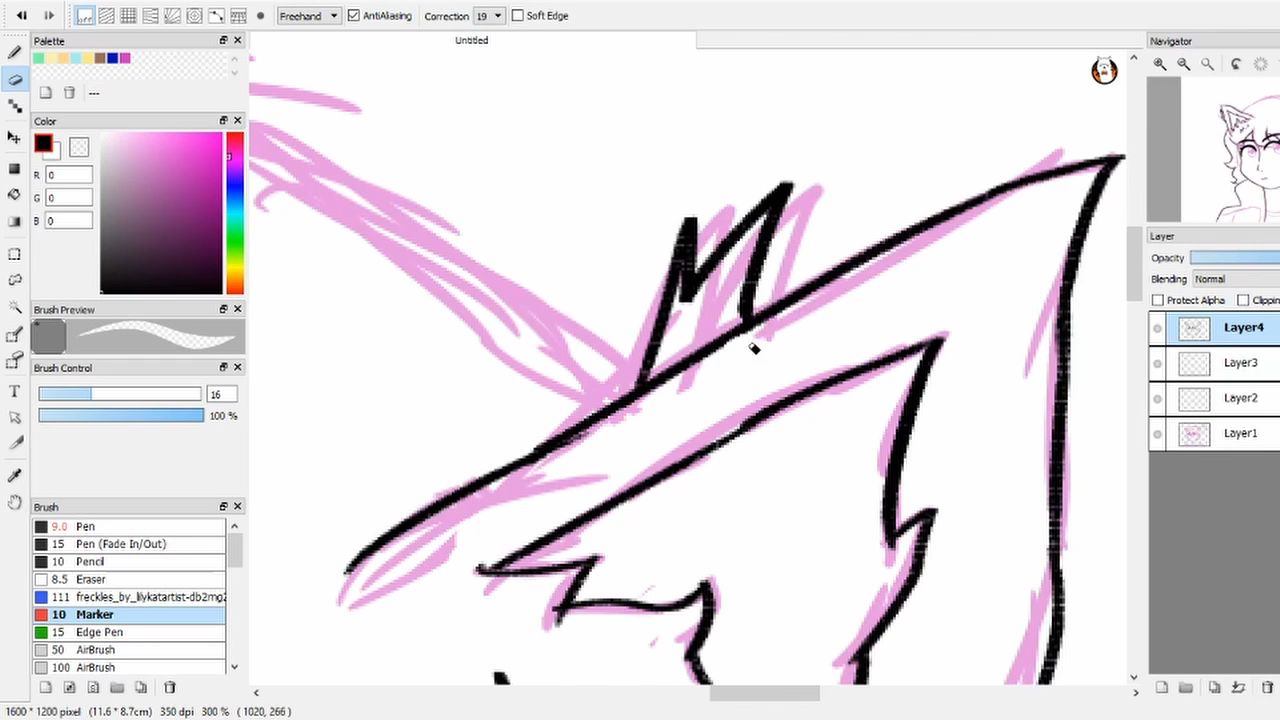 Freehand
AntiAliasing
Correction 19
Soft Edge
Palette
Untitled
Navigator
---
Color
R 0
G 0
B 0
Brush Preview
Brush Control
16
100 %
Brush
9.0 Pen
15 Pen (Fade In/Out)
10 Pencil
8.5 Eraser
111 freckles_by_lilykatartist-db2mg2
10 Marker
15 Edge Pen
50 AirBrush
100 AirBrush
T
Layer
Opacity
Blending Normal
Protect Alpha
Layer4
Layer3
Layer2
Layer1
1600 * 1200 pixel (11.6 * 8.7cm) 350 dpi 300 % ( 1020, 266 )